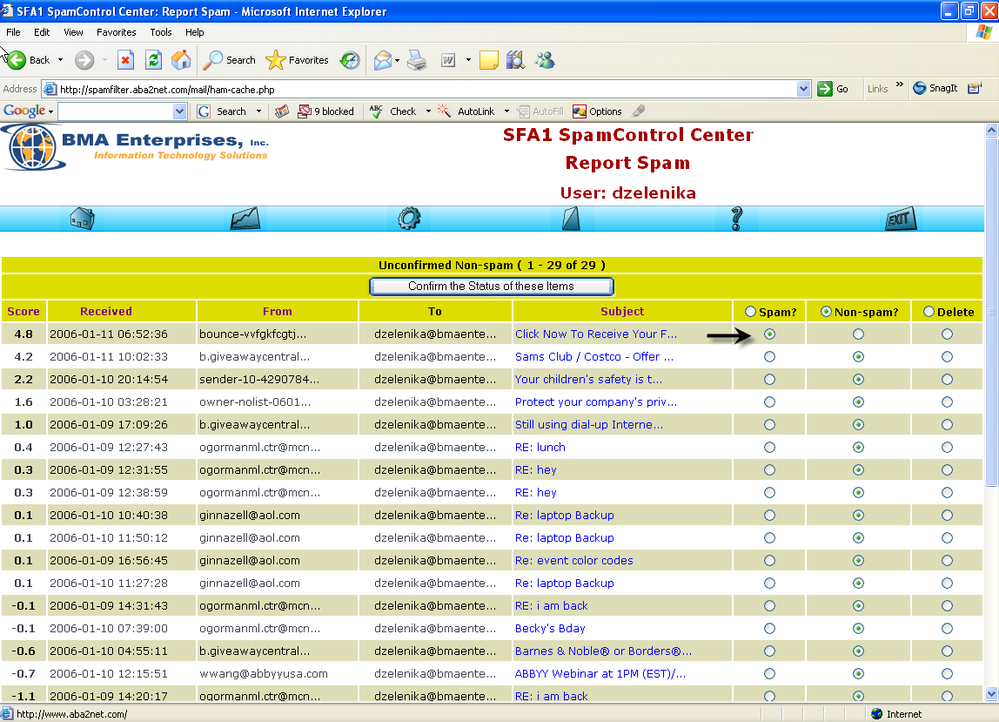 SFA1 SpamControl Center: Report Spam - Microsoft Internet Explorer
File Edit View Favorites Tools Help
Back Search Favorites
Address http://spamfilter.aba2net.com/mail/ham-cache.php Go Links » SnagIt
Google Search 9 blocked ABC Check AutoLink AutoFill Options
BMA Enterprises, Inc.
Information Technology Solutions
SFA1 SpamControl Center
Report Spam
User: dzelenika
EXIT
Unconfirmed Non-spam ( 1 - 29 of 29 )
Confirm the Status of these Items
Score Received From To Subject Spam? Non-spam? Delete
4.8 2006-01-11 06:52:36 bounce-vvfgkfcgtj... dzelenika@bmaente... Click Now To Receive Your F...
4.2 2006-01-11 10:02:33 b.giveawaycentral... dzelenika@bmaente... Sams Club / Costco - Offer ...
2.2 2006-01-10 20:14:54 sender-10-4290784... dzelenika@bmaente... Your children's safety is t...
1.6 2006-01-10 03:28:21 owner-nolist-0601... dzelenika@bmaente... Protect your company's priv...
1.0 2006-01-09 17:09:26 b.giveawaycentral... dzelenika@bmaente... Still using dial-up Interne...
0.4 2006-01-09 12:27:43 ogormanml.ctr@mcn... dzelenika@bmaente... RE: lunch
0.3 2006-01-09 12:31:55 ogormanml.ctr@mcn... dzelenika@bmaente... RE: hey
0.3 2006-01-09 12:38:59 ogormanml.ctr@mcn... dzelenika@bmaente... RE: hey
0.1 2006-01-10 10:40:38 ginnazell@aol.com dzelenika@bmaente... Re: laptop Backup
0.1 2006-01-10 11:50:12 ginnazell@aol.com dzelenika@bmaente... Re: laptop Backup
0.1 2006-01-09 16:56:45 ginnazell@aol.com dzelenika@bmaente... Re: event color codes
0.1 2006-01-10 11:27:28 ginnazell@aol.com dzelenika@bmaente... Re: laptop Backup
-0.1 2006-01-09 14:31:43 ogormanml.ctr@mcn... dzelenika@bmaente... RE: i am back
-0.1 2006-01-10 07:39:00 ogormanml.ctr@mcn... dzelenika@bmaente... Becky's Bday
-0.6 2006-01-10 04:55:11 b.giveawaycentral... dzelenika@bmaente... Barnes & Noble® or Borders®...
-0.7 2006-01-10 12:15:51 wwang@abbyyusa.com dzelenika@bmaente... ABBYY Webinar at 1PM (EST)/...
-1.1 2006-01-09 14:20:17 ogormanml.ctr@mcn... dzelenika@bmaente... RE: i am back
http://www.aba2net.com/ Internet